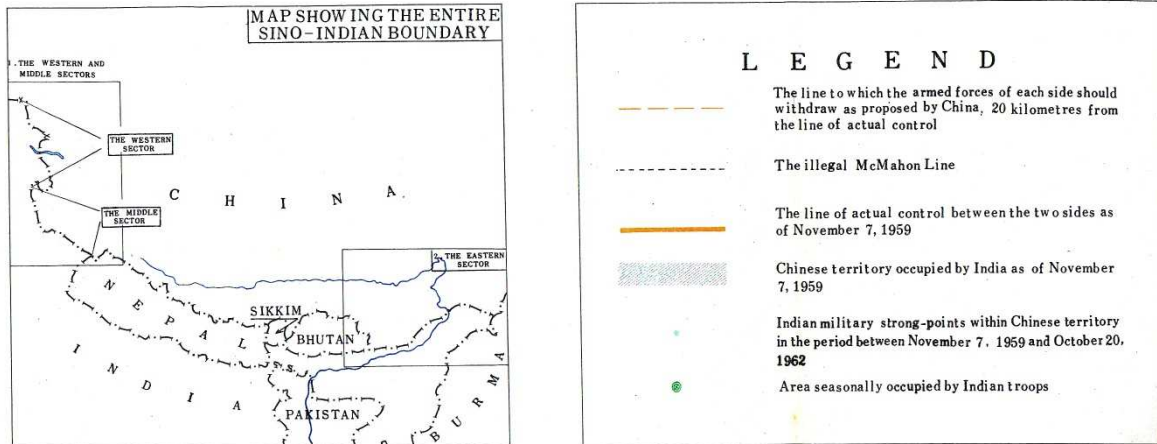 MAP SHOWING THE ENTIRE
SINO-INDIAN BOUNDARY
1. THE WESTERN AND
MIDDLE SECTORS
THE WESTERN
SECTOR
C H I N A
THE MIDDLE
SECTOR
2. THE EASTERN
SECTOR
N E P A L
SIKKIM
BHUTAN
I N D I A
PAKISTAN
BURMA
L E G E N D
The line to which the armed forces of each side should
withdraw as proposed by China, 20 kilometres from
the line of actual control
The illegal McMahon Line
The line of actual control between the two sides as
of November 7, 1959
Chinese territory occupied by India as of November
7, 1959
Indian military strong-points within Chinese territory
in the period between November 7. 1959 and October 20,
1962
Area seasonally occupied by Indian troops